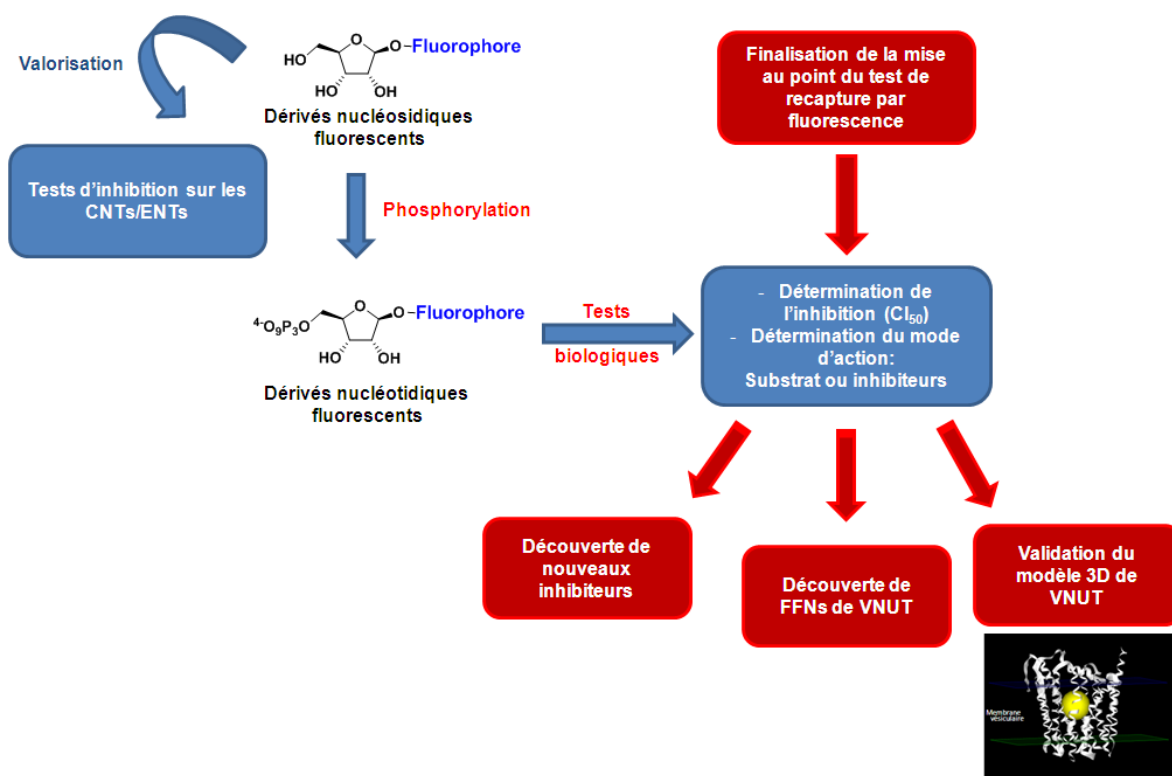 Valorisation
HO
O
O-Fluorophore
HO
OH
Dérivés nucléosidiques
fluorescents
Tests d'inhibition sur les
CNTs/ENTs
Phosphorylation
4-O9P3O
O
O-Fluorophore
HO
OH
Dérivés nucléotidiques
fluorescents
Tests
biologiques
Finalisation de la mise
au point du test de
recapture par
fluorescence
- Détermination de
l'inhibition (CI50)
- Détermination du mode
d'action:
Substrat ou inhibiteurs
Découverte de
nouveaux
inhibiteurs
Découverte de
FFNs de VNUT
Validation du
modèle 3D de
VNUT
Membrane
vésiculaire